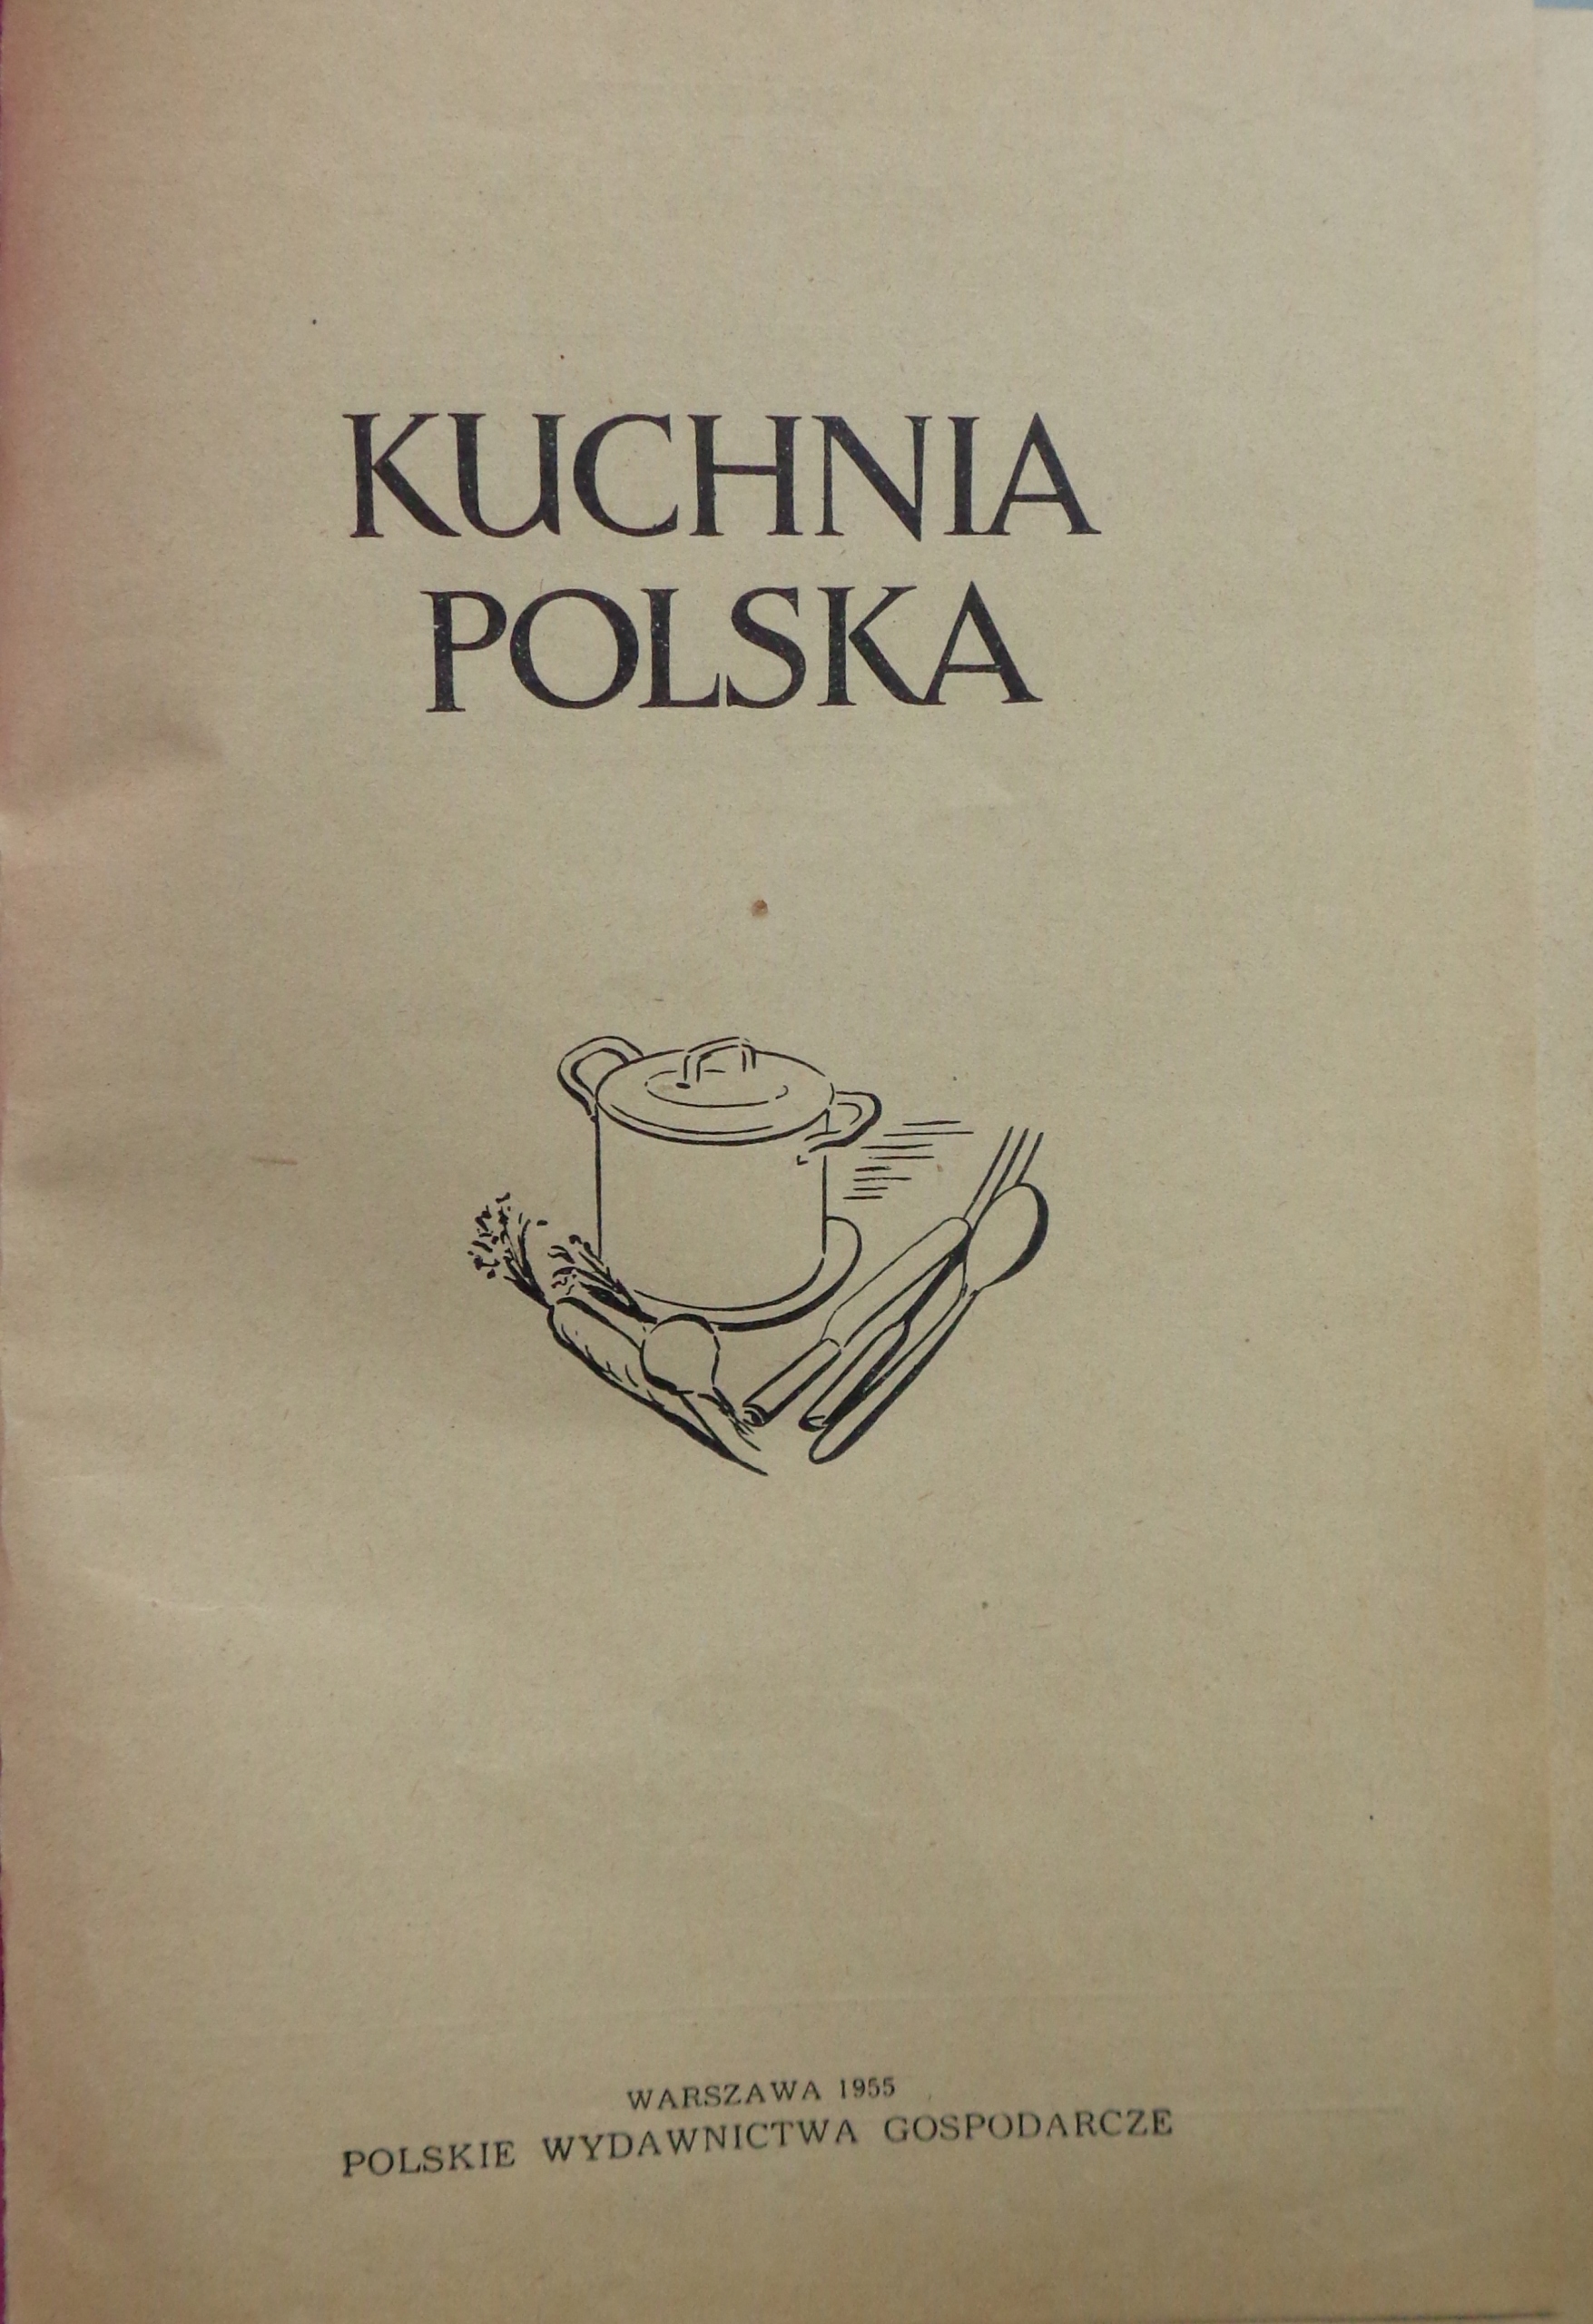 KUCHNIA
POLSKA
WARSZAWA 1955
POLSKIE WYDAWNICTWA GOSPODARCZE